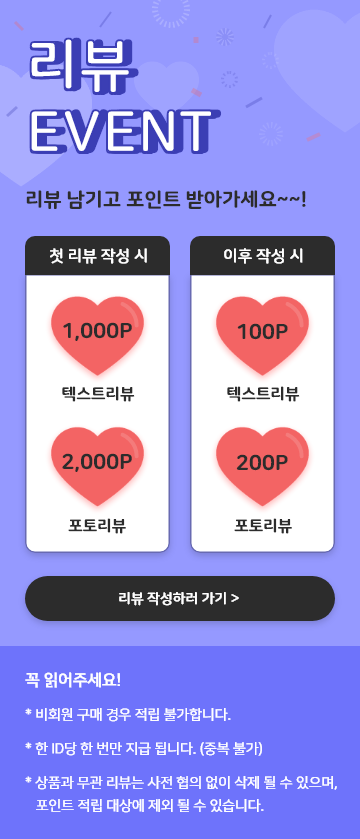 리뷰
EVENT
리뷰 남기고 포인트 받아가세요~~!
첫 리뷰 작성 시
1,000P
텍스트리뷰
2,000P
포토리뷰
이후 작성 시
100P
텍스트리뷰
200P
포토리뷰
리뷰 작성하러 가기 >
꼭 읽어주세요!
* 비회원 구매 경우 적립 불가합니다.
* 한 ID당 한 번만 지급 됩니다. (중복 불가)
* 상품과 무관 리뷰는 사전 협의 없이 삭제 될 수 있으며,
포인트 적립 대상에 제외 될 수 있습니다.